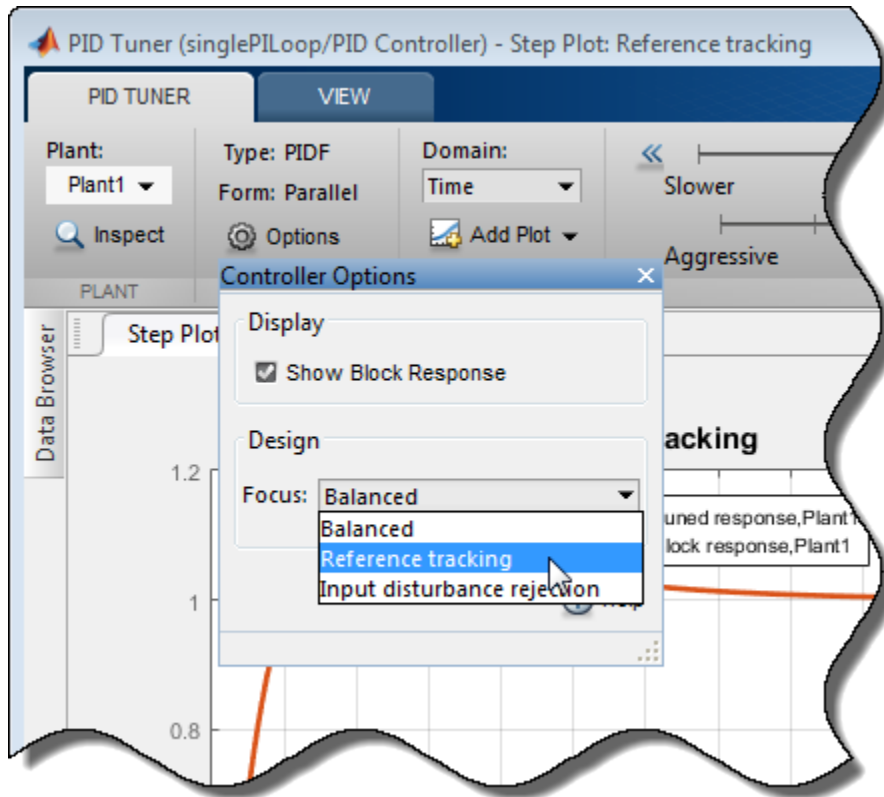 PID Tuner (singlePILoop/PID Controller) - Step Plot: Reference tracking
PID TUNER
VIEW
Plant:
Plant1
Inspect
PLANT
Type: PIDF
Form: Parallel
Options
Domain:
Time
Add Plot
Slower
Aggressive
Data Browser
Step Plot
Controller Options
Display
Show Block Response
Design
Focus: Balanced
Balanced
Reference tracking
Input disturbance rejection
acking
uned response,Plant1
lock response,Plant1
1.2
1
0.8